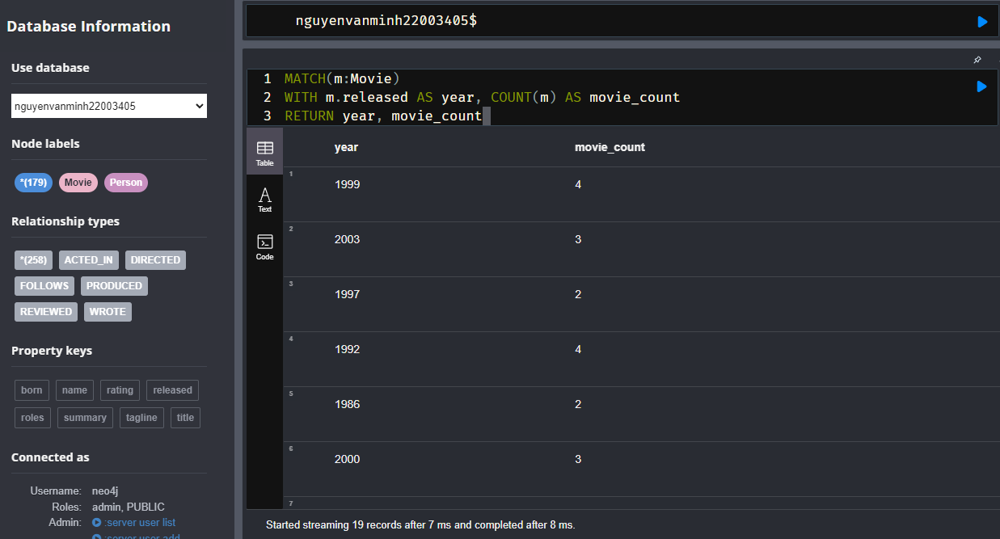 Database Information
Use database
nguyenvanminh22003405
Node labels
*(179) Movie Person
Relationship types
*(258) ACTED_IN DIRECTED
FOLLOWS PRODUCED
REVIEWED WROTE
Property keys
born name rating released
roles summary tagline title
Connected as
Username: neo4j
Roles: admin, PUBLIC
Admin: :server user list
:server user add
nguyenvanminh22003405$
1 MATCH(m:Movie)
2 WITH m.released AS year, COUNT(m) AS movie_count
3 RETURN year, movie_count
Table
Text
Code
year movie_count
1 1999 4
2 2003 3
3 1997 2
4 1992 4
5 1986 2
6 2000 3
7
Started streaming 19 records after 7 ms and completed after 8 ms.